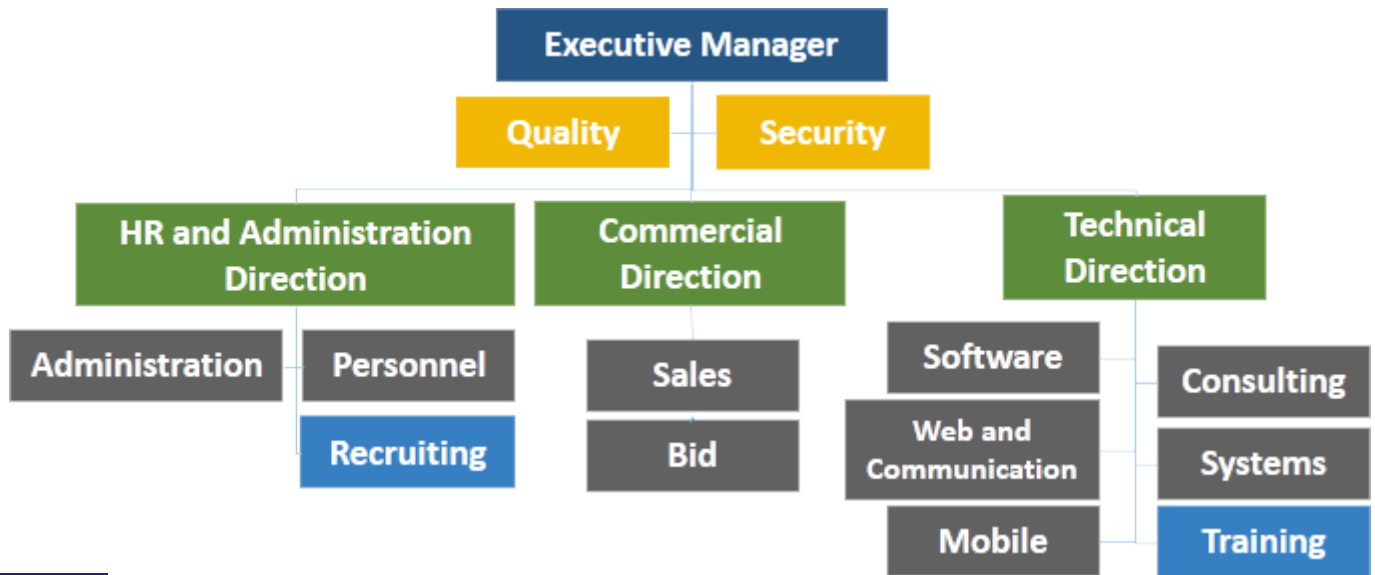 Executive Manager
Quality
Security
HR and Administration
Direction
Commercial
Direction
Technical
Direction
Administration
Personnel
Recruiting
Sales
Bid
Software
Web and
Communication
Mobile
Consulting
Systems
Training